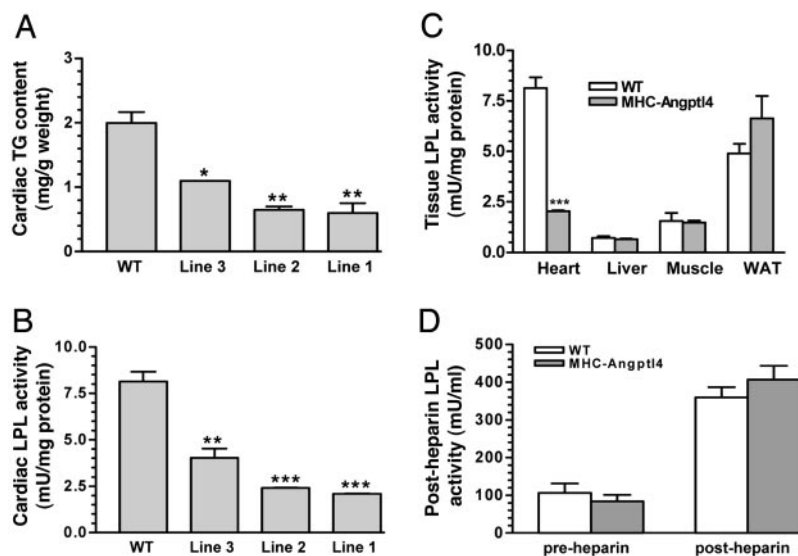 A
Cardiac TG content
(mg/g weight)
3
2
1
0
*
**
**
WT
Line 3
Line 2
Line 1
B
Cardiac LPL activity
(mU/mg protein)
10.0
7.5
5.0
2.5
0.0
**
***
***
WT
Line 3
Line 2
Line 1
C
Tissue LPL activity
(mU/mg protein)
10.0
7.5
5.0
2.5
0.0
WT
MHC-Angptl4
***
Heart
Liver
Muscle
WAT
D
Post-heparin LPL
activity (mU/ml)
500
400
300
200
100
0
WT
MHC-Angptl4
pre-heparin
post-heparin